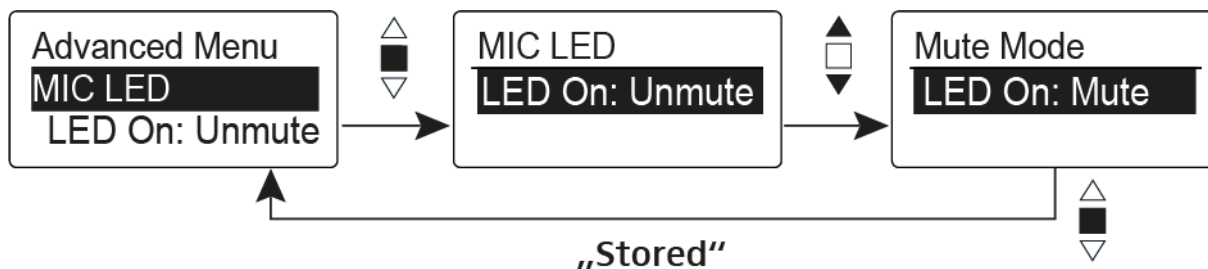 Advanced Menu
MIC LED
LED On: Unmute
MIC LED
LED On: Unmute
Mute Mode
LED On: Mute
„Stored“